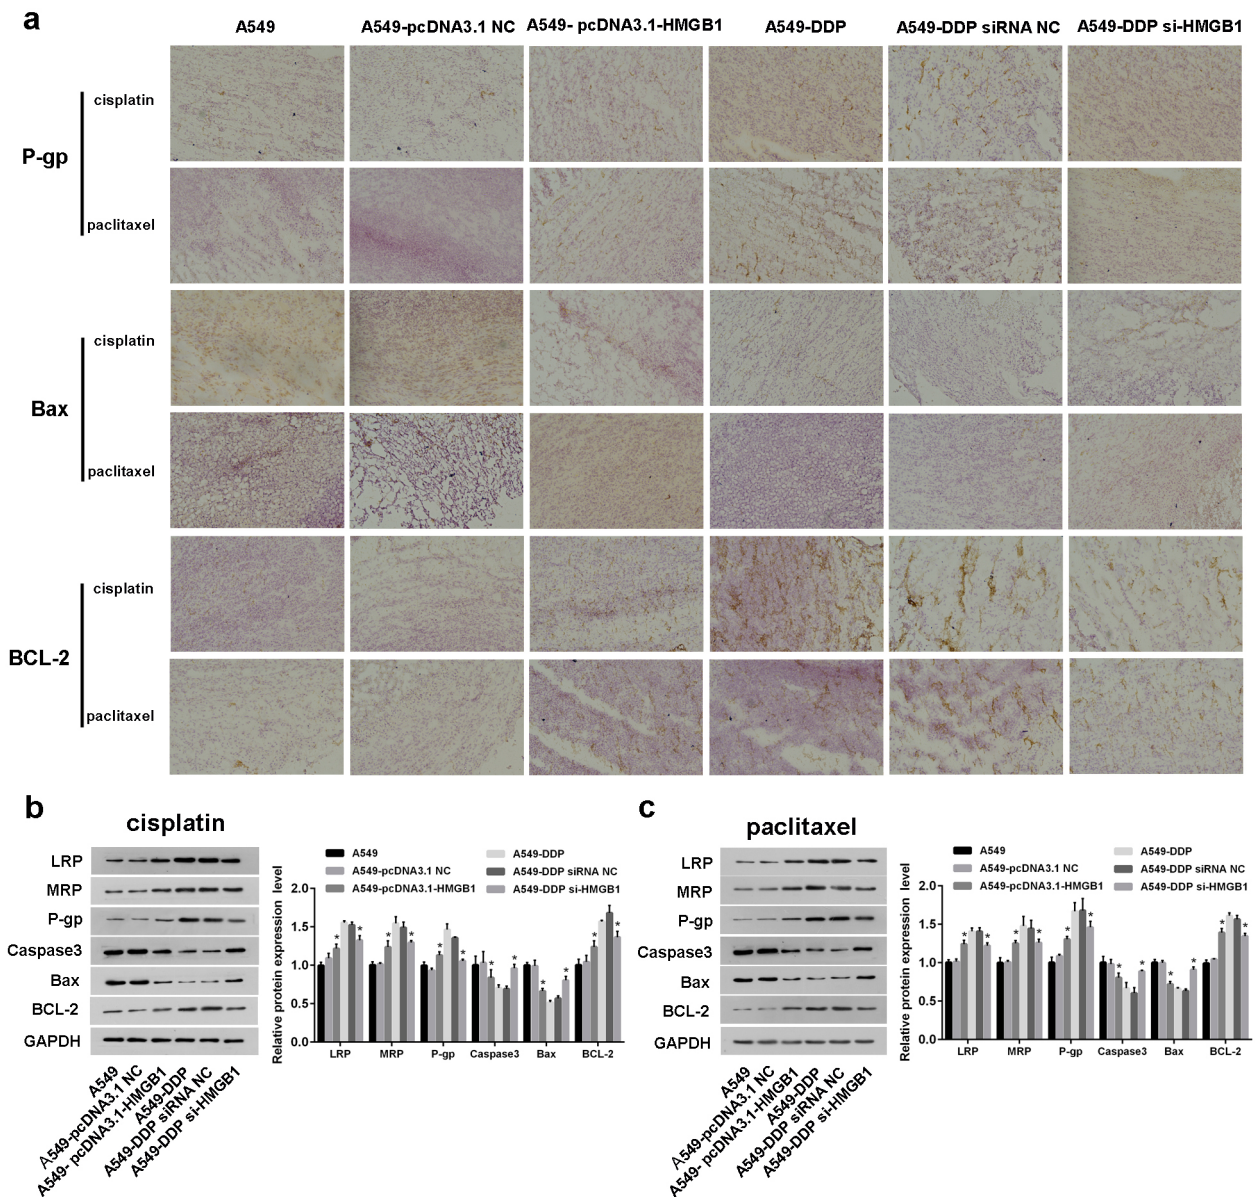 a
A549 A549-pcDNA3.1 NC A549- pcDNA3.1-HMGB1 A549-DDP A549-DDP siRNA NC A549-DDP si-HMGB1
cisplatin
P-gp
paclitaxel
cisplatin
Bax
paclitaxel
cisplatin
BCL-2
paclitaxel
b
cisplatin
LRP
MRP
P-gp
Caspase3
Bax
BCL-2
GAPDH
A549
A549-pcDNA3.1 NC
A549- pcDNA3.1-HMGB1
A549-DDP
A549-DDP siRNA NC
A549-DDP si-HMGB1
A549 A549-DDP
A549-pcDNA3.1 NC A549-DDP siRNA NC
A549-pcDNA3.1-HMGB1 A549-DDP si-HMGB1
Relative protein expression level
2.0
1.5
1.0
0.5
0.0
* * * * * * * * * * * *
LRP MRP P-gp Caspase3 Bax BCL-2
c
paclitaxel
LRP
MRP
P-gp
Caspase3
Bax
BCL-2
GAPDH
A549
A549-pcDNA3.1 NC
A549- pcDNA3.1-HMGB1
A549-DDP
A549-DDP siRNA NC
A549-DDP si-HMGB1
A549 A549-DDP
A549-pcDNA3.1 NC A549-DDP siRNA NC
A549-pcDNA3.1-HMGB1 A549-DDP si-HMGB1
Relative protein expression level
2.0
1.5
1.0
0.5
0.0
* * * * * * * * * * * *
LRP MRP P-gp Caspase3 Bax BCL-2